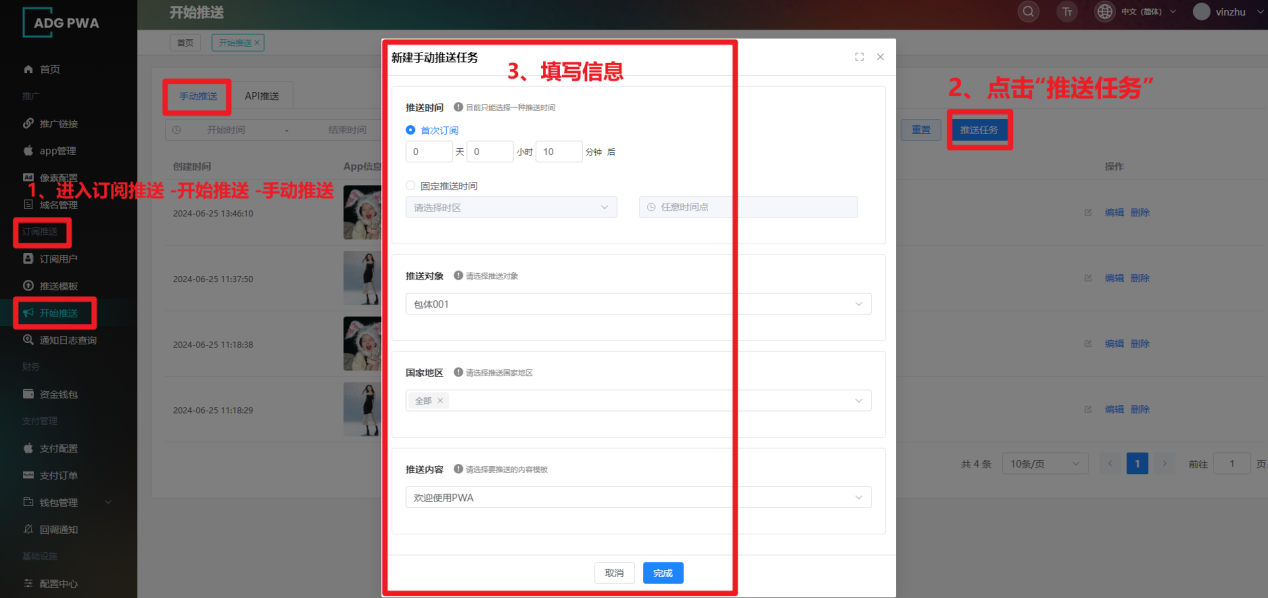 ADG PWA
开始推送
Tr
中文 (简体)
vinzhu
首页
开始推送 ×
首页
推广
推广链接
app管理
像素配置
域名管理
订阅推送
订阅用户
推送模板
开始推送
通知日志查询
财务
资金钱包
支付管理
支付配置
支付订单
钱包管理
回调通知
基础设施
配置中心
1、进入订阅推送 -开始推送 -手动推送
手动推送
API推送
开始时间 - 结束时间
重置
推送任务
2、点击“推送任务”
创建时间
App信息
操作
2024-06-25 13:46:10
编辑 删除
2024-06-25 11:37:50
编辑 删除
2024-06-25 11:18:38
编辑 删除
2024-06-25 11:18:29
编辑 删除
共 4 条
10条/页
1
前往 1 页
新建手动推送任务
3、填写信息
推送时间 目前只能选择一种推送时间
首次订阅
0 天 0 小时 10 分钟 后
固定推送时间
请选择时区
任意时间点
推送对象 请选择推送对象
包体001
国家地区 请选择推送国家地区
全部 ×
推送内容 请选择要推送的内容模板
欢迎使用PWA
取消
完成